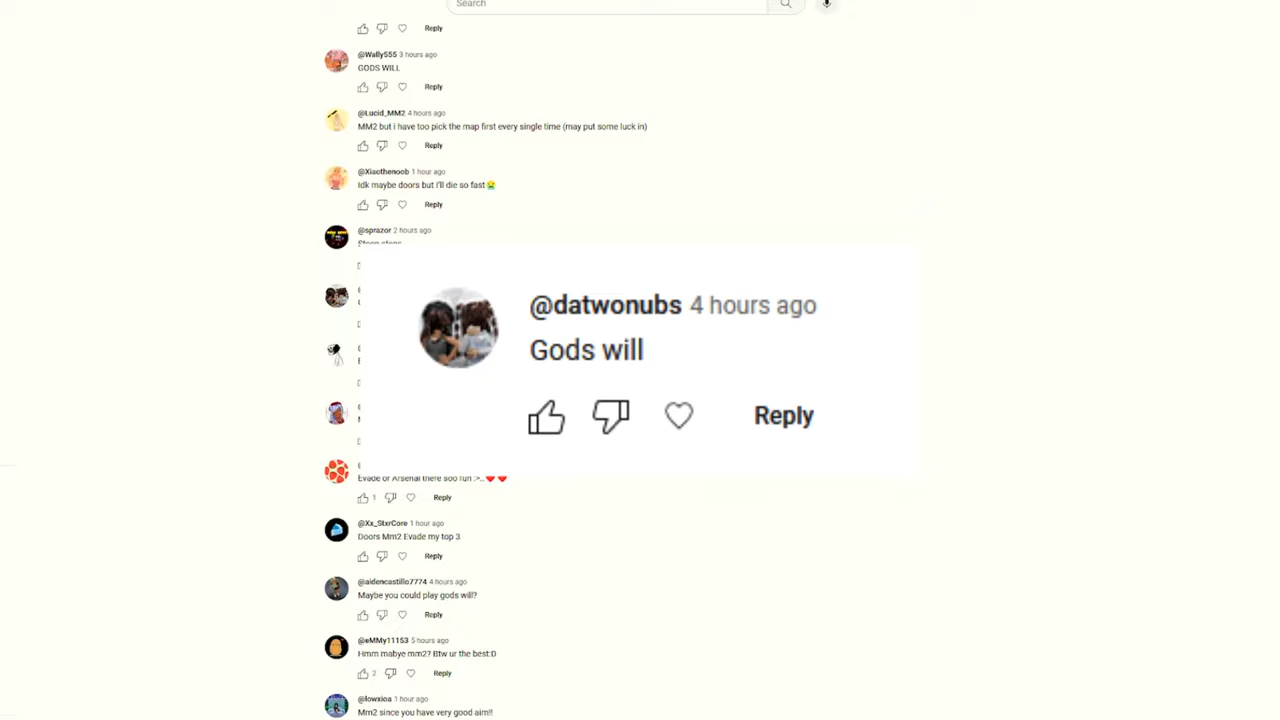 Search
Reply
@Wally555 3 hours ago
GODS WILL
Reply
@Lucid_MM2 4 hours ago
MM2 but i have too pick the map first every single time (may put some luck in)
Reply
@Xiaothenoob 1 hour ago
Idk maybe doors but I'll die so fast😭
Reply
@sprazor 2 hours ago
Steep steps
@datwonubs 4 hours ago
Gods will
Reply
Evade or Arsenal there soo fun :>..❤️❤️
1 Reply
@Xx_StxrCore 1 hour ago
Doors Mm2 Evade my top 3
Reply
@aidencastillo7774 4 hours ago
Maybe you could play gods will?
Reply
@eMMy11153 5 hours ago
Hmm mabye mm2? Btw ur the best:D
2 Reply
@lowxioa 1 hour ago
Mm2 since you have very good aim!!